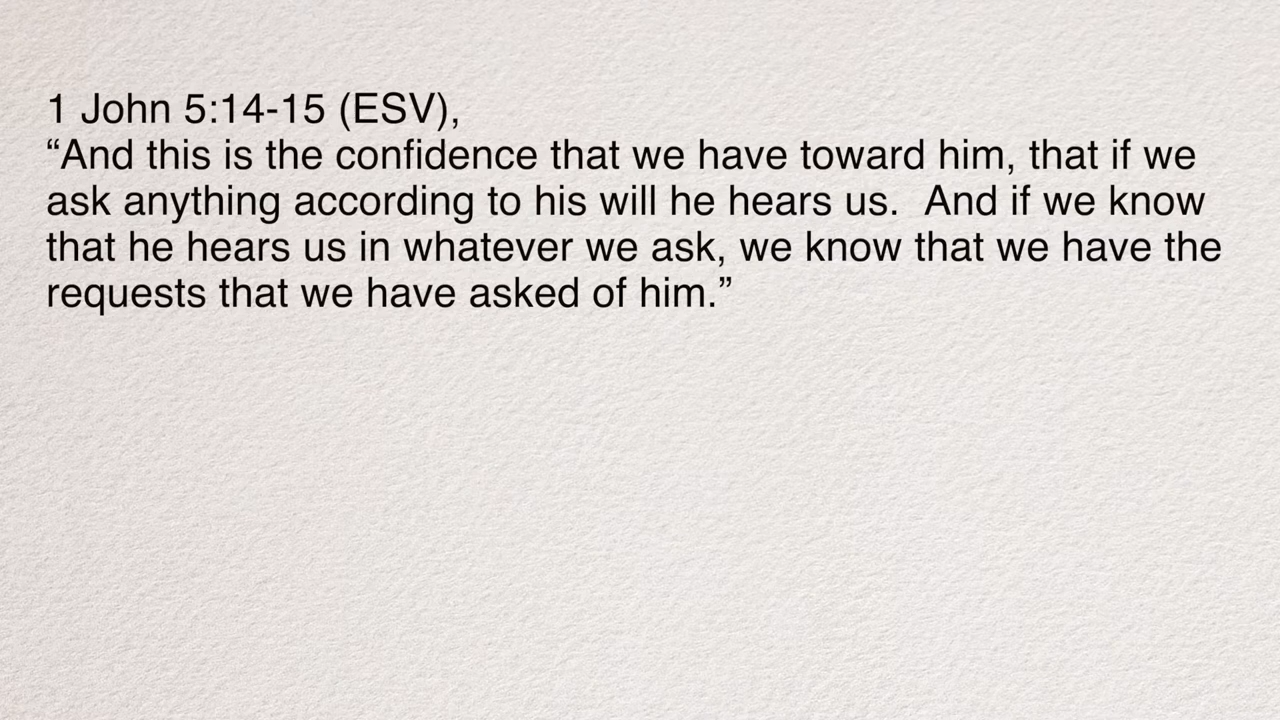 1 John 5:14-15 (ESV),
“And this is the confidence that we have toward him, that if we
ask anything according to his will he hears us.  And if we know
that he hears us in whatever we ask, we know that we have the
requests that we have asked of him.”